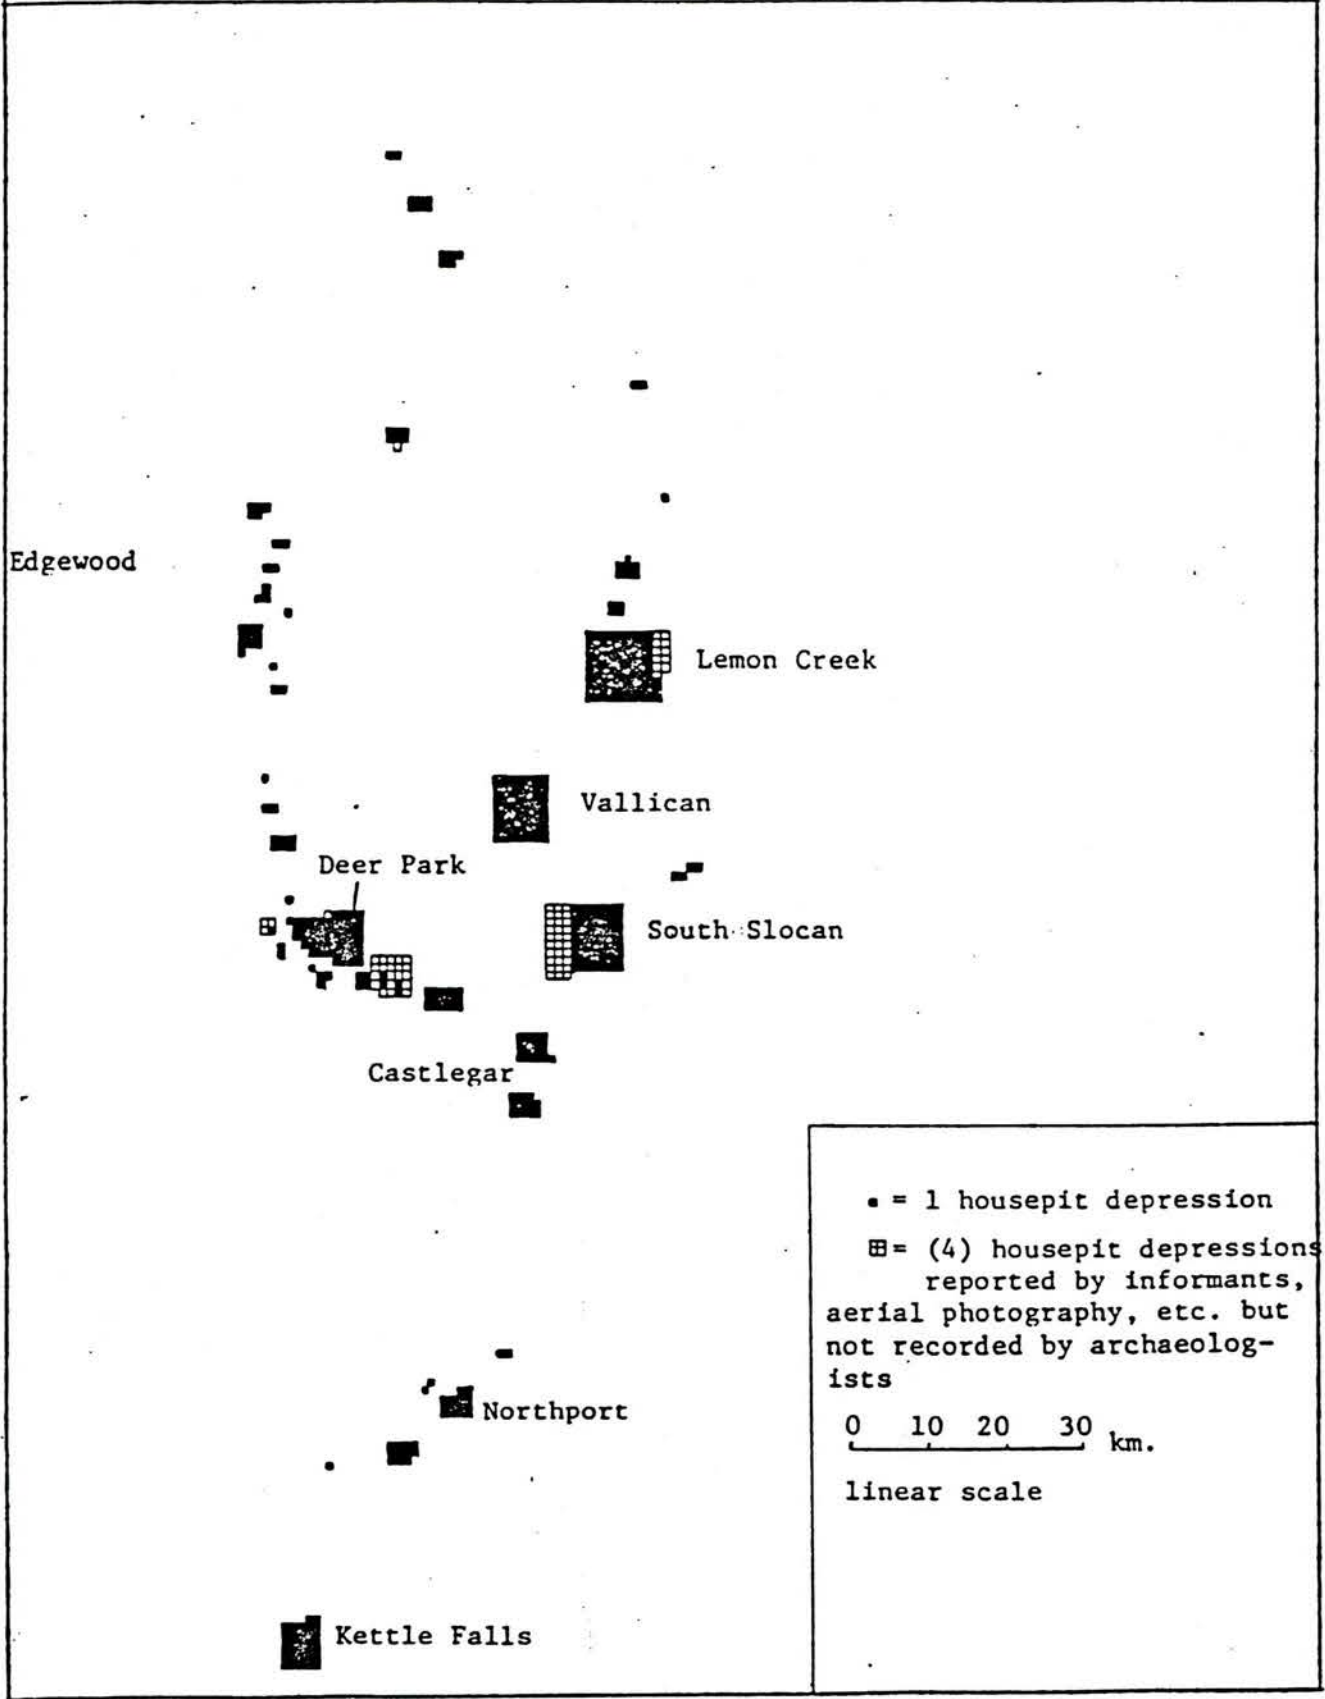 Edgewood
Lemon Creek
Vallican
Deer Park
South Slocan
Castlegar
• = 1 housepit depression
⊞= (4) housepit depressions
reported by informants,
aerial photography, etc. but
not recorded by archaeolog-
ists
0 10 20 30 km.
linear scale
Northport
Kettle Falls